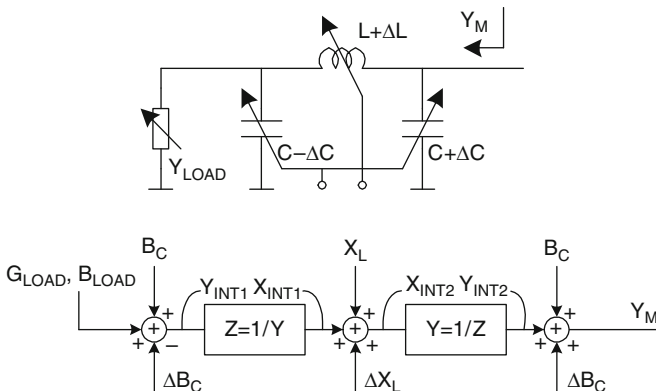 Y_M
L+ΔL
Y_LOAD
C−ΔC
C+ΔC
B_C
X_L
B_C
G_LOAD, B_LOAD
Y_INT1 X_INT1
X_INT2 Y_INT2
Y_M
+ + + −
Z=1/Y
+ + + +
Y=1/Z
+ + + +
ΔB_C
ΔX_L
ΔB_C